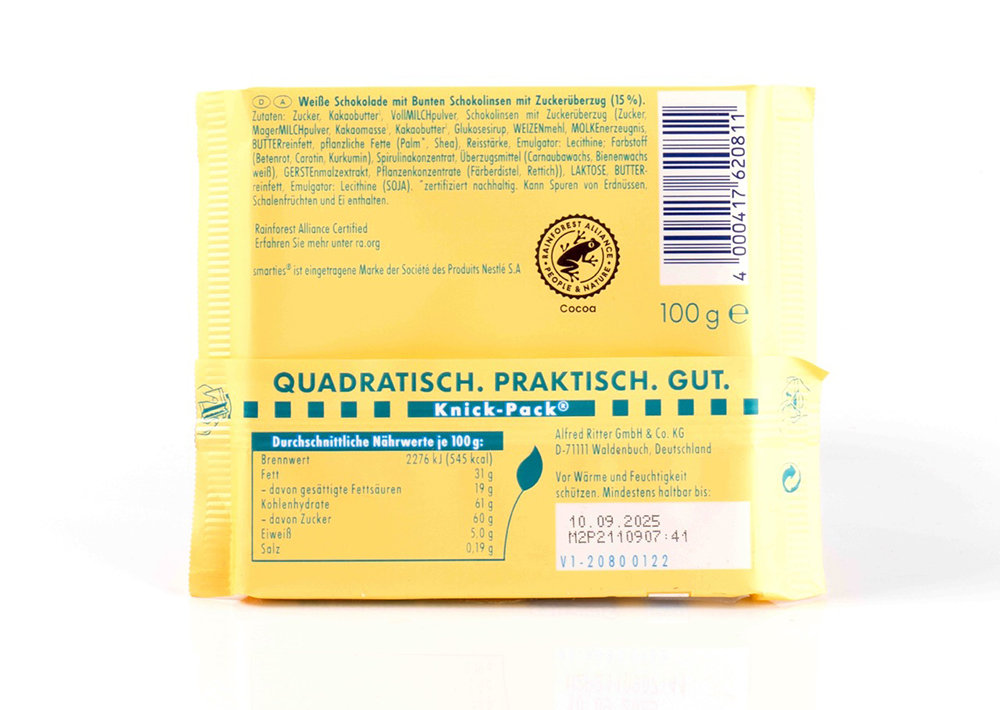 D A Weiße Schokolade mit Bunten Schokolinsen mit Zuckerüberzug (15%).
Zutaten: Zucker, Kakaobutter¹, VollMILCHpulver, Schokolinsen mit Zuckerüberzug (Zucker,
MagerMILCHpulver, Kakaomasse¹, Kakaobutter¹, Glukosesirup, WEIZENmehl, MOLKEnerzeugnis,
BUTTERreinfett, pflanzliche Fette (Palm", Shea), Reisstärke, Emulgator: Lecithine; Farbstoff
(Betenrot, Carotin, Kurkumin), Spirulinakonzentrat, Überzugsmittel (Carnaubawachs, Bienenwachs
weiß), GERSTEnmalzextrakt, Pflanzenkonzentrate (Färberdistel, Rettich)), LAKTOSE, BUTTER-
reinfett, Emulgator: Lecithine (SOJA). "zertifiziert nachhaltig. Kann Spuren von Erdnüssen,
Schalenfrüchten und Ei enthalten.
Rainforest Alliance Certified
Erfahren Sie mehr unter ra.org
smarties® ist eingetragene Marke der Société des Produits Nestlé S.A
RAINFOREST ALLIANCE
PEOPLE & NATURE
Cocoa
4 000417 620811
100 g e
QUADRATISCH. PRAKTISCH. GUT.
Knick-Pack®
Durchschnittliche Nährwerte je 100 g:
Brennwert 2276 kJ (545 kcal)
Fett 31 g
– davon gesättigte Fettsäuren 19 g
Kohlenhydrate 61 g
– davon Zucker 60 g
Eiweiß 5,0 g
Salz 0,19 g
Alfred Ritter GmbH & Co. KG
D-71111 Waldenbuch, Deutschland
Vor Wärme und Feuchtigkeit
schützen. Mindestens haltbar bis:
10.09.2025
M2P2110907:41
V1-20800122